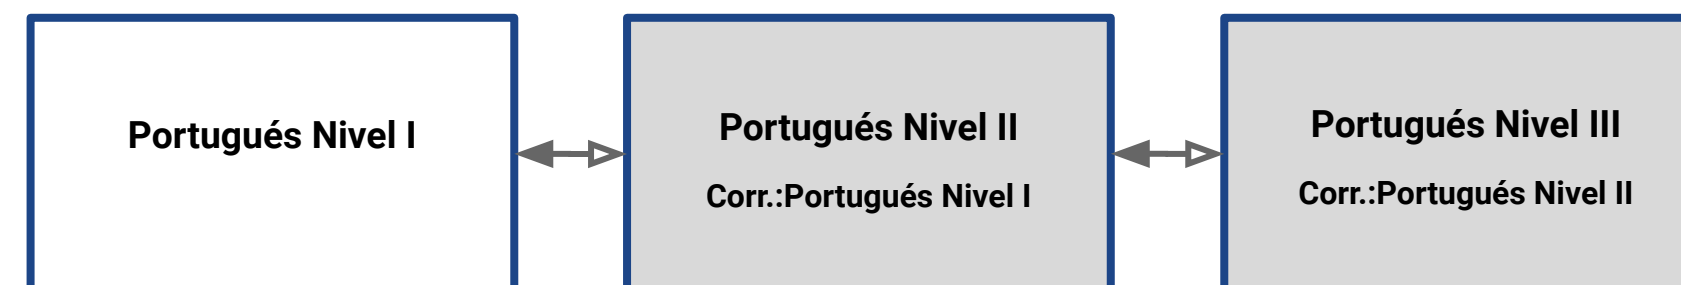 Portugués Nivel I
Portugués Nivel II
Corr.:Portugués Nivel I
Portugués Nivel III
Corr.:Portugués Nivel II